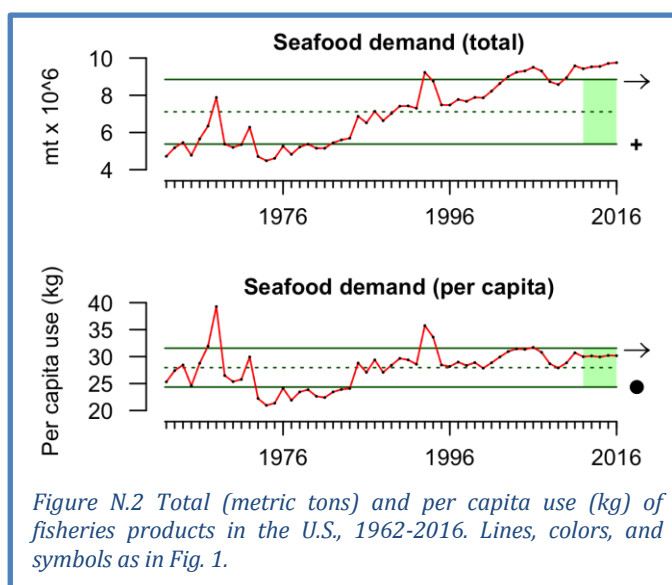 Seafood demand (total)
mt x 10^6
10
8
6
4
1976 1996 2016
Seafood demand (per capita)
Per capita use (kg)
40
35
30
25
20
1976 1996 2016
Figure N.2 Total (metric tons) and per capita use (kg) of
fisheries products in the U.S., 1962-2016. Lines, colors, and
symbols as in Fig. 1.